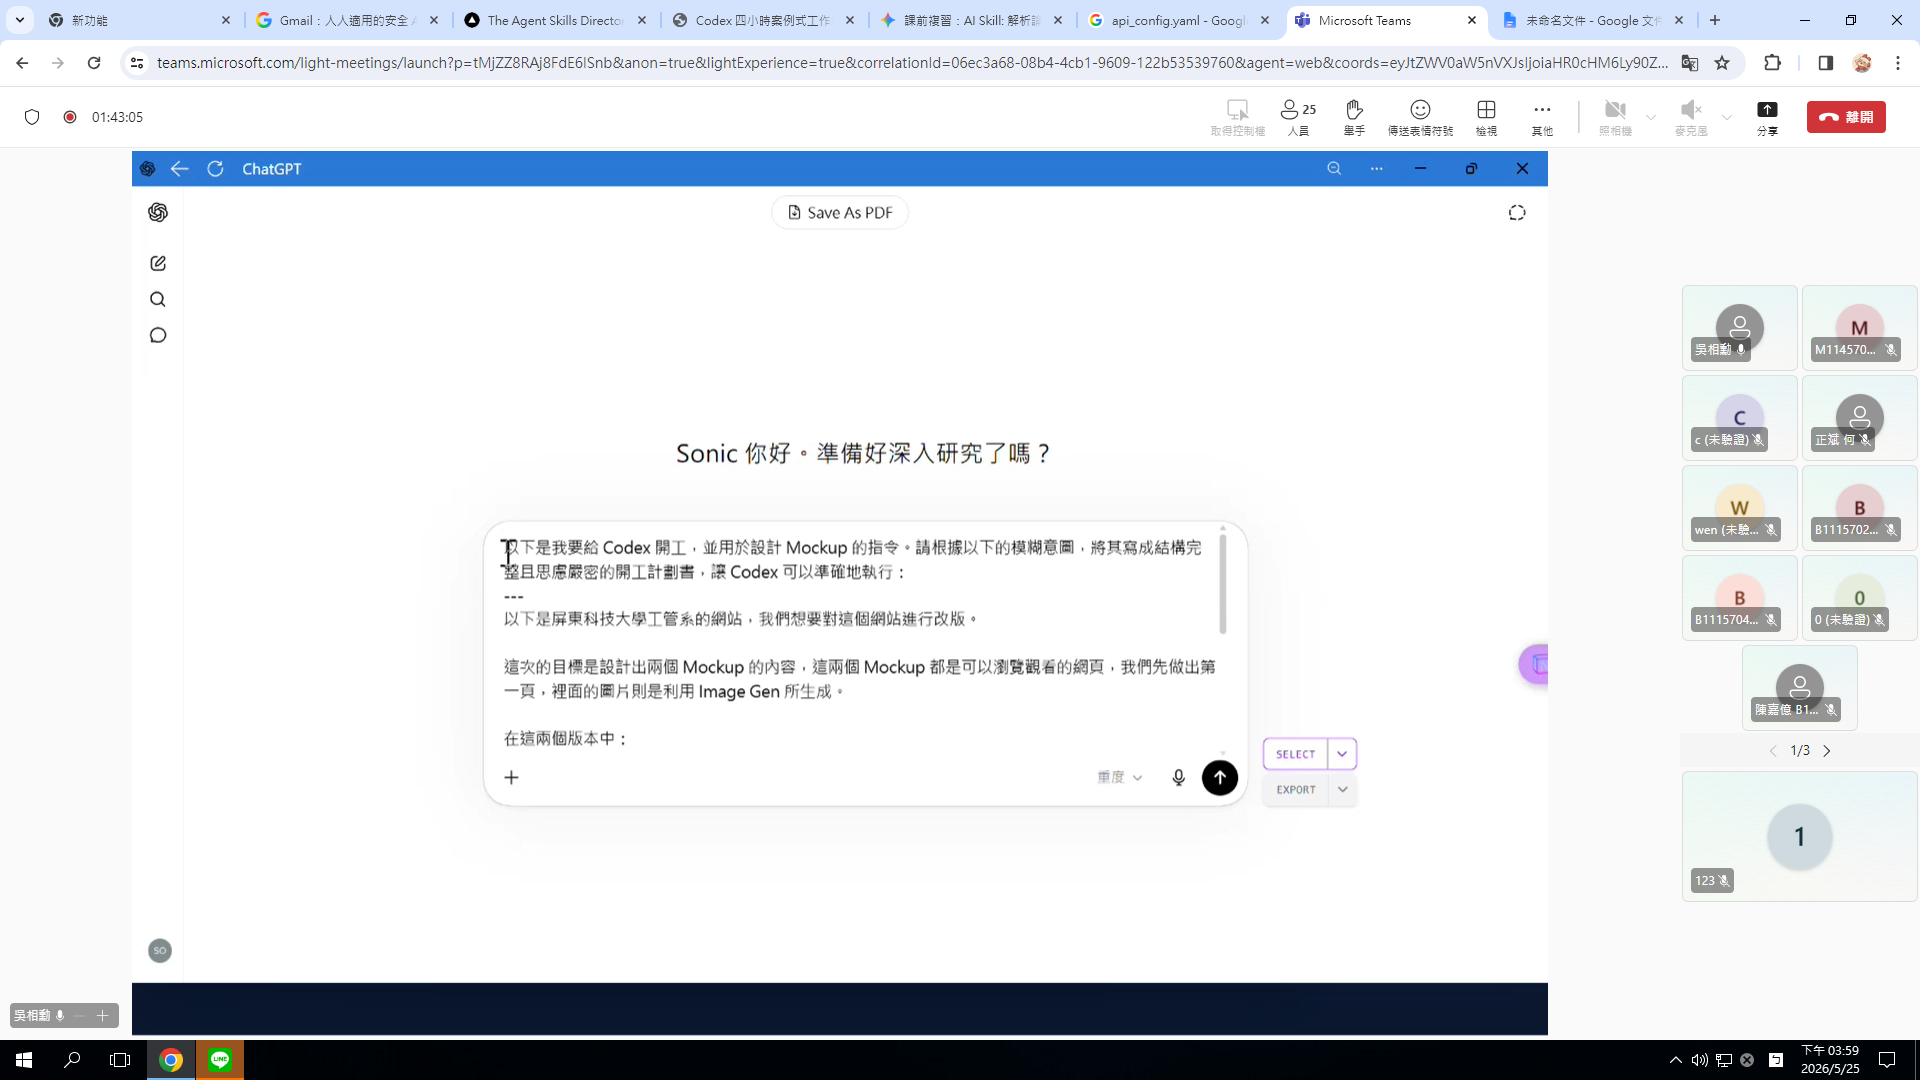 新功能
Gmail：人人適用的安全
The Agent Skills Directo
Codex 四小時案例式工作
課前複習：AI Skill: 解析
api_config.yaml - Googl
Microsoft Teams
未命名文件 - Google 文
teams.microsoft.com/light-meetings/launch?p=tMjZZ8RAj8FdE6ISnb&anon=true&lightExperience=true&correlationId=06ec3a68-08b4-4cb1-9609-122b53539760&agent=web&coords=eyJtZWV0aW5nVXJsIjoiaHR0cHM6Ly90Z...
01:43:05
取得控制權
25
人員
舉手
傳送表情符號
檢視
其他
照相機
麥克風
分享
離開
ChatGPT
Save As PDF
Sonic 你好。準備好深入研究了嗎？
以下是我要給 Codex 開工，並用於設計 Mockup 的指令。請根據以下的模糊意圖，將其寫成結構完
整且思慮嚴密的開工計劃書，讓 Codex 可以準確地執行：
---
以下是屏東科技大學工管系的網站，我們想要對這個網站進行改版。
這次的目標是設計出兩個 Mockup 的內容，這兩個 Mockup 都是可以瀏覽觀看的網頁，我們先做出第
一頁，裡面的圖片則是利用 Image Gen 所生成。
在這兩個版本中：
重度
SELECT
EXPORT
SO
吳相勳
M
M114570...
C
c (未驗證)
正斌 何
W
wen (未驗...
B
B1115702...
B
B1115704...
0
0 (未驗證)
陳嘉億 B1...
1/3
1
123
吳相勳
LINE
下午 03:59
2026/5/25